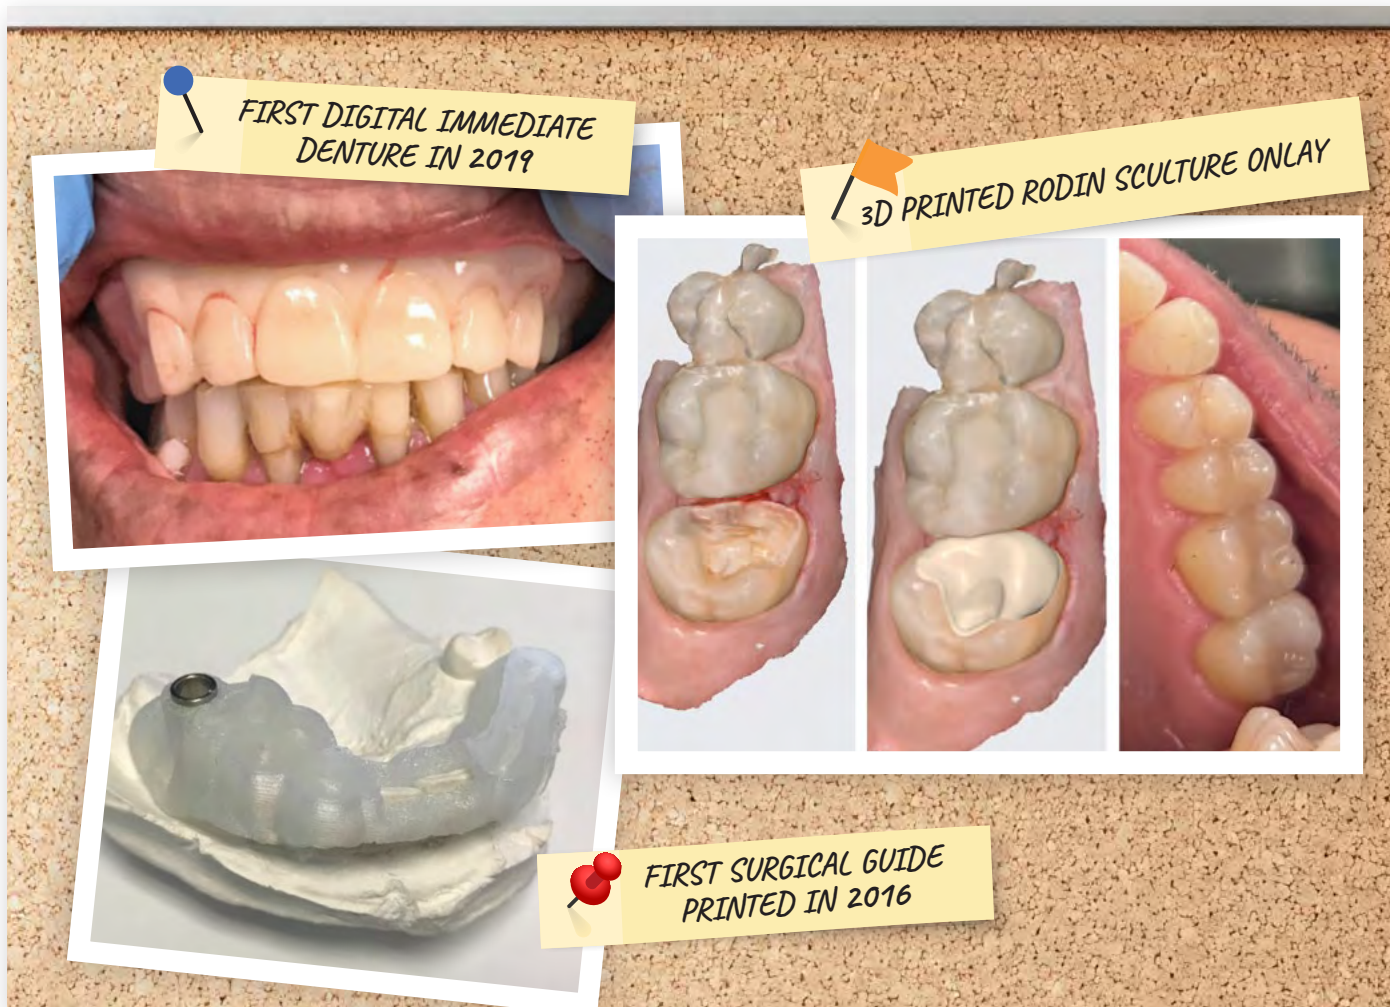 FIRST DIGITAL IMMEDIATE
DENTURE IN 2019
3D PRINTED RODIN SCULTURE ONLAY
FIRST SURGICAL GUIDE
PRINTED IN 2016